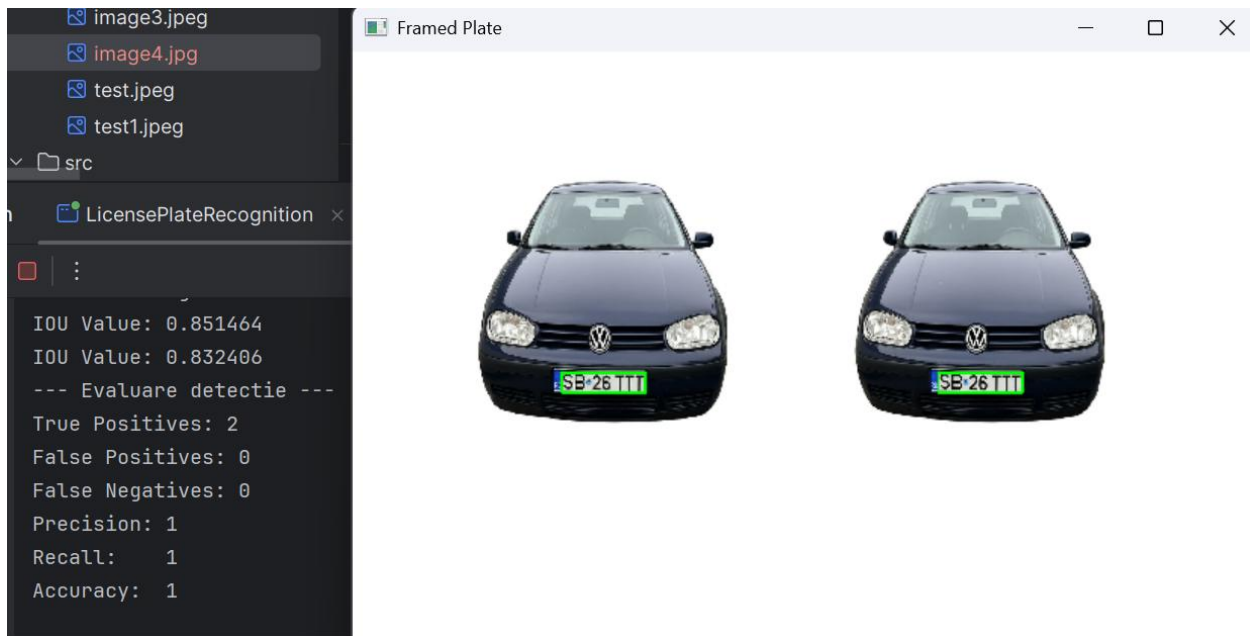 image3.jpeg
image4.jpg
test.jpeg
test1.jpeg
src
LicensePlateRecognition
IOU Value: 0.851464
IOU Value: 0.832406
--- Evaluare detectie ---
True Positives: 2
False Positives: 0
False Negatives: 0
Precision: 1
Recall: 1
Accuracy: 1
Framed Plate
SB 26 TTT
SB 26 TTT